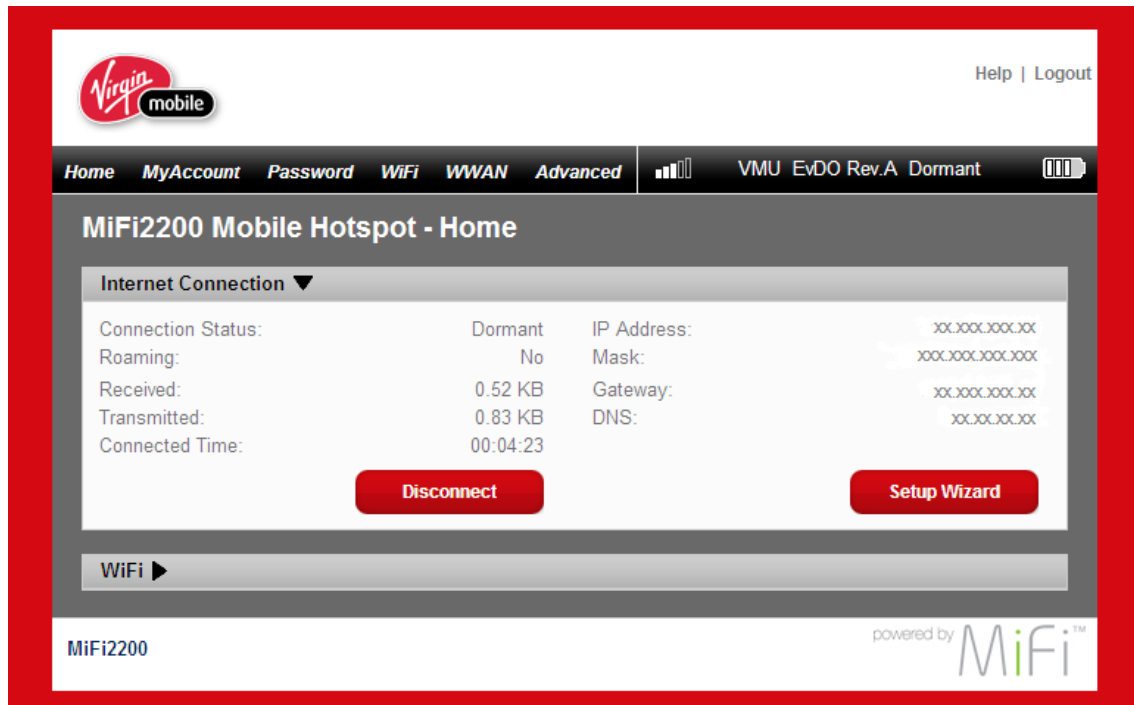 Virgin
mobile
Help | Logout
Home MyAccount Password WiFi WWAN Advanced VMU EvDO Rev.A Dormant
MiFi2200 Mobile Hotspot - Home
Internet Connection
Connection Status: Dormant IP Address: xx.xxx.xxx.xx
Roaming: No Mask: xxx.xxx.xxx.xxx
Received: 0.52 KB Gateway: xx.xxx.xxx.xx
Transmitted: 0.83 KB DNS: xx.xx.xx.xx
Connected Time: 00:04:23
Disconnect Setup Wizard
WiFi
MiFi2200 powered by MiFi™